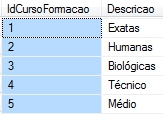 IdCursoFormacao Descricao
1 Exatas
2 Humanas
3 Biológicas
4 Técnico
5 Médio